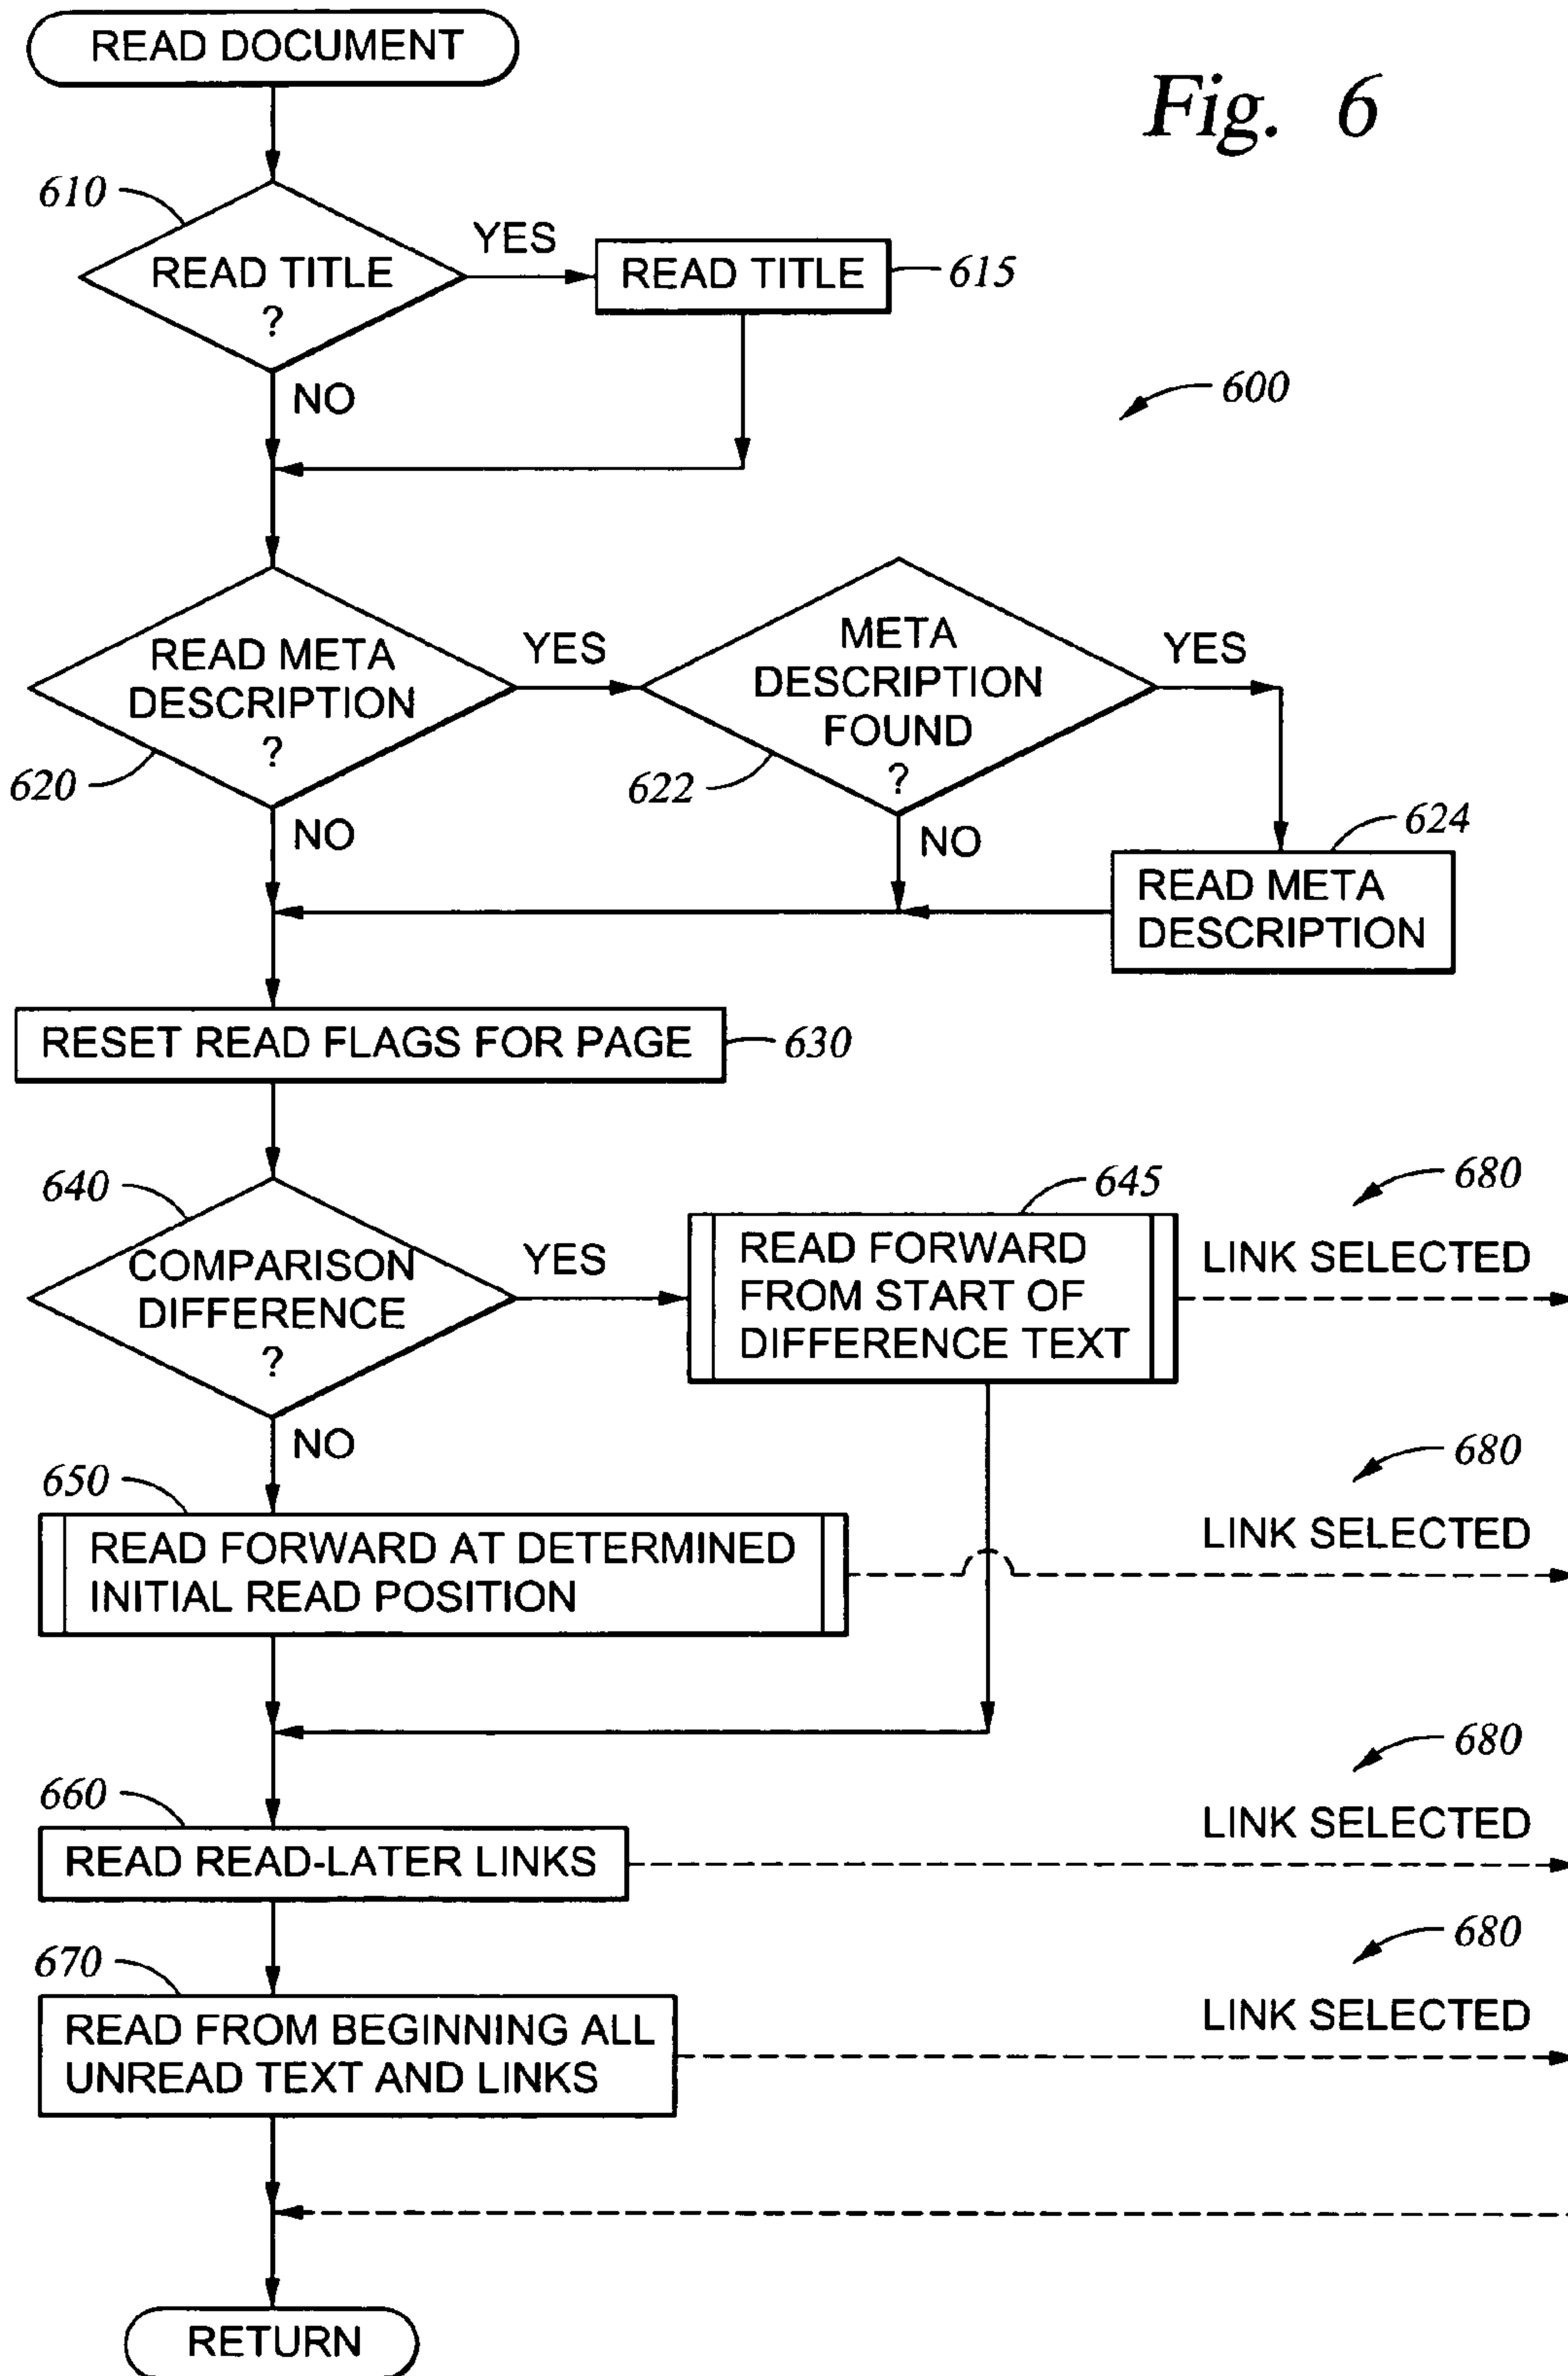 READ DOCUMENT
Fig. 6
610
READ TITLE
?
YES
READ TITLE
615
NO
600
READ META
DESCRIPTION
?
620
YES
META
DESCRIPTION
FOUND
?
622
YES
NO
NO
624
READ META
DESCRIPTION
RESET READ FLAGS FOR PAGE
630
640
COMPARISON
DIFFERENCE
?
YES
645
READ FORWARD
FROM START OF
DIFFERENCE TEXT
680
LINK SELECTED
NO
650
READ FORWARD AT DETERMINED
INITIAL READ POSITION
680
LINK SELECTED
660
READ READ-LATER LINKS
680
LINK SELECTED
670
READ FROM BEGINNING ALL
UNREAD TEXT AND LINKS
680
LINK SELECTED
RETURN